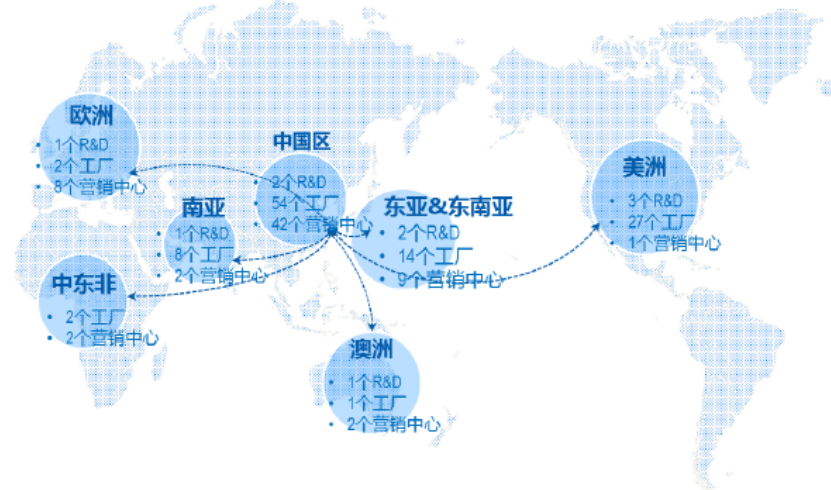 欧洲
• 1个R&D
• 2个工厂
• 8个营销中心
中国区
• 2个R&D
• 54个工厂
• 42个营销中心
南亚
• 1个R&D
• 8个工厂
• 2个营销中心
东亚&东南亚
• 2个R&D
• 14个工厂
• 9个营销中心
美洲
• 3个R&D
• 27个工厂
• 1个营销中心
中东非
• 2个工厂
• 2个营销中心
澳洲
• 1个R&D
• 1个工厂
• 2个营销中心